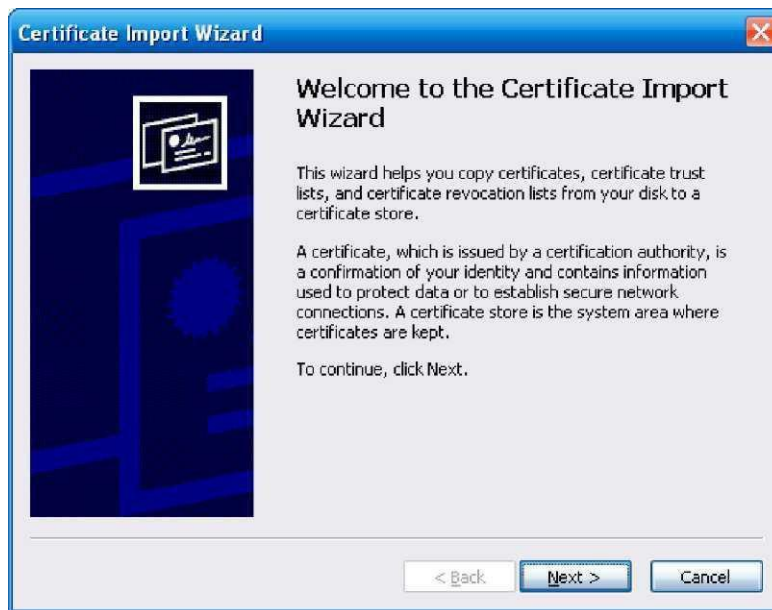 Certificate Import Wizard
Welcome to the Certificate Import
Wizard
This wizard helps you copy certificates, certificate trust
lists, and certificate revocation lists from your disk to a
certificate store.
A certificate, which is issued by a certification authority, is
a confirmation of your identity and contains information
used to protect data or to establish secure network
connections. A certificate store is the system area where
certificates are kept.
To continue, click Next.
< Back
Next >
Cancel